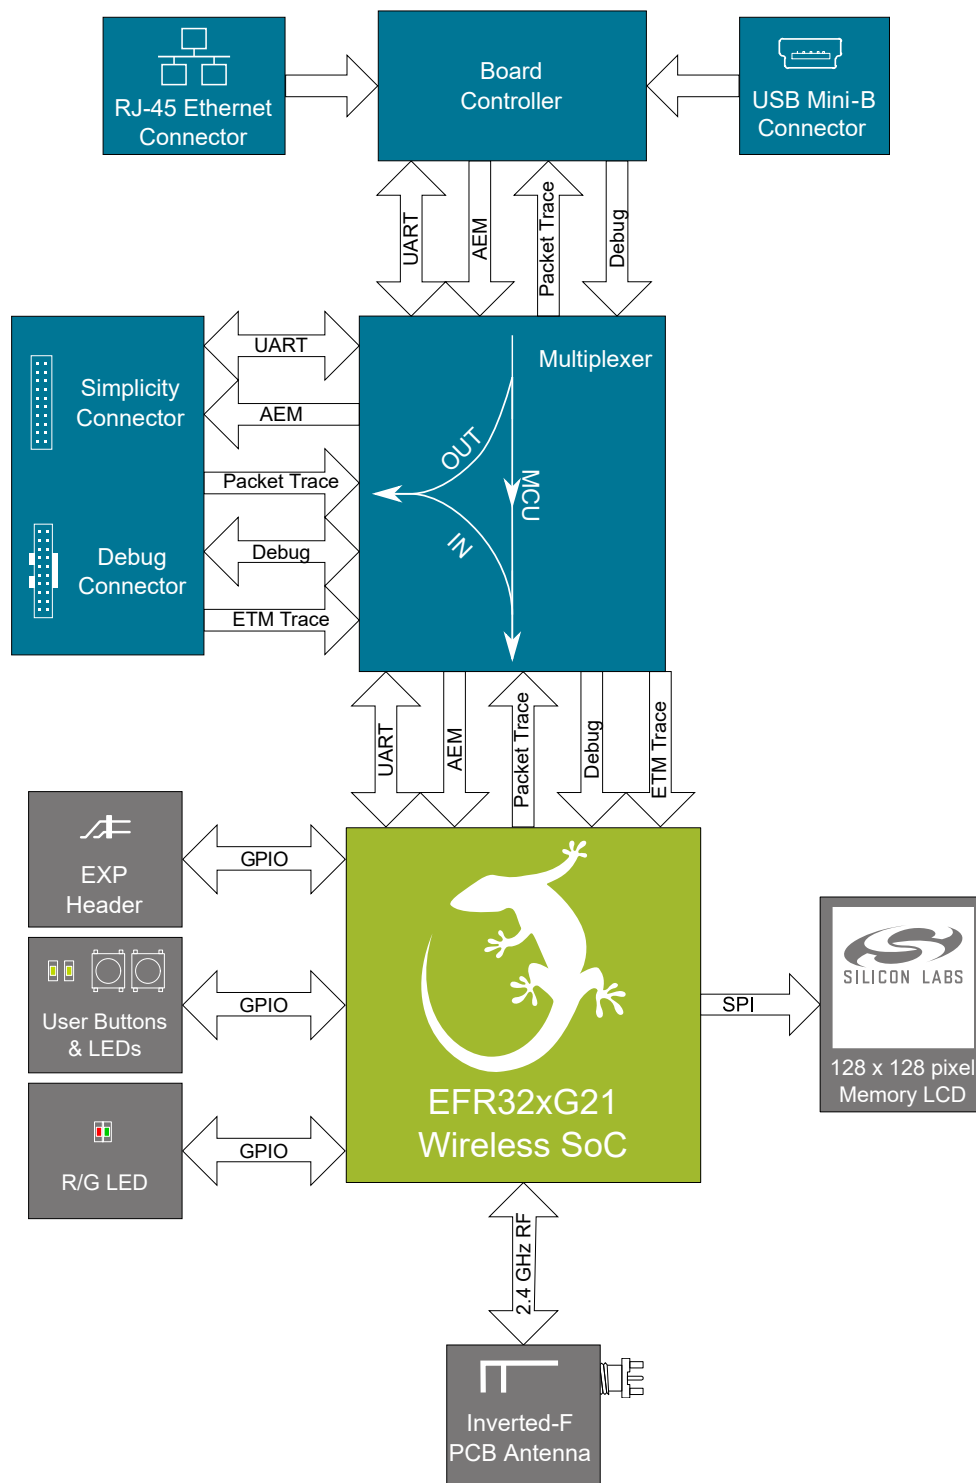 RJ-45 Ethernet
Connector
Board
Controller
USB Mini-B
Connector
UART
AEM
Packet Trace
Debug
Simplicity
Connector
Debug
Connector
UART
AEM
Packet Trace
Debug
ETM Trace
Multiplexer
OUT
MCU
IN
UART
AEM
Packet Trace
Debug
ETM Trace
EXP
Header
GPIO
User Buttons
& LEDs
GPIO
R/G LED
GPIO
EFR32xG21
Wireless SoC
SPI
SILICON LABS
128 x 128 pixel
Memory LCD
2.4 GHz RF
Inverted-F
PCB Antenna